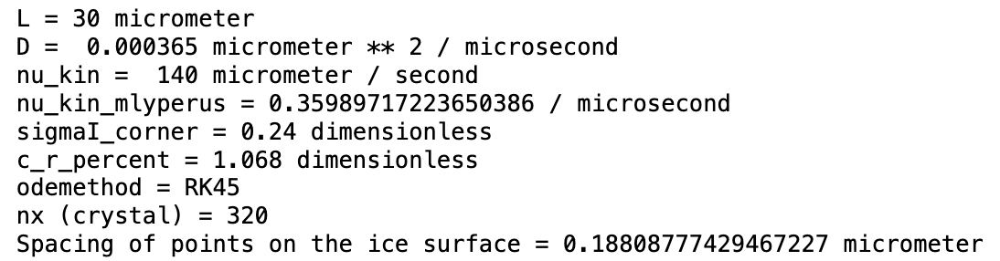 L = 30 micrometer
D =  0.000365 micrometer ** 2 / microsecond
nu_kin =  140 micrometer / second
nu_kin_mlyperus = 0.35989717223650386 / microsecond
sigmaI_corner = 0.24 dimensionless
c_r_percent = 1.068 dimensionless
odemethod = RK45
nx (crystal) = 320
Spacing of points on the ice surface = 0.18808777429467227 micrometer